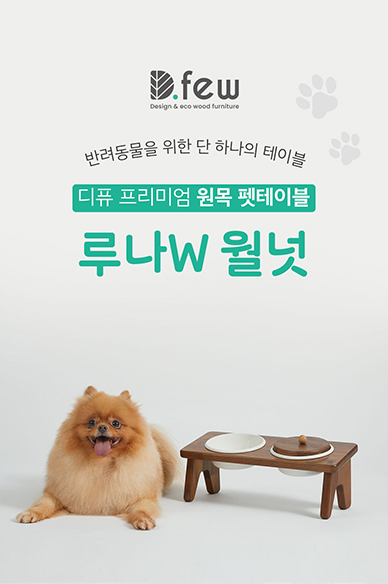 D.few
Design & eco wood furniture
반려동물을 위한 단 하나의 테이블
디퓨 프리미엄 원목 펫테이블
루나W 월넛